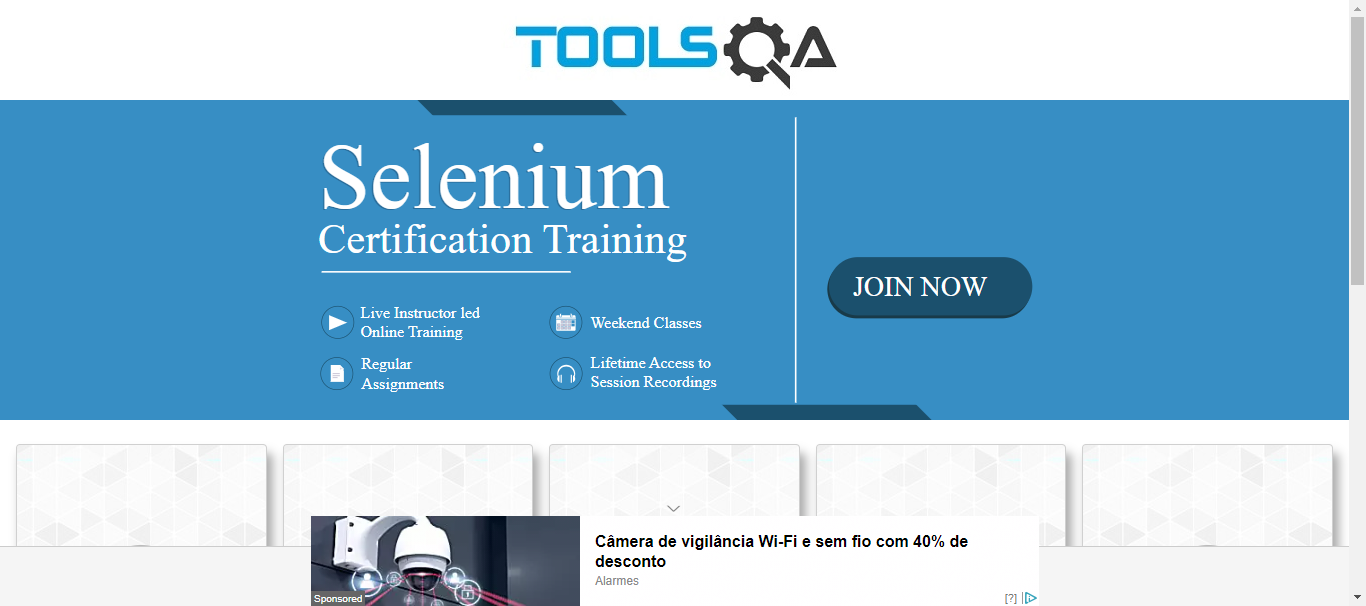 TOOLSQA
Selenium
Certification Training
JOIN NOW
Live Instructor led
Online Training
Weekend Classes
Regular
Assignments
Lifetime Access to
Session Recordings
Câmera de vigilância Wi-Fi e sem fio com 40% de
desconto
Alarmes
Sponsored
[?]